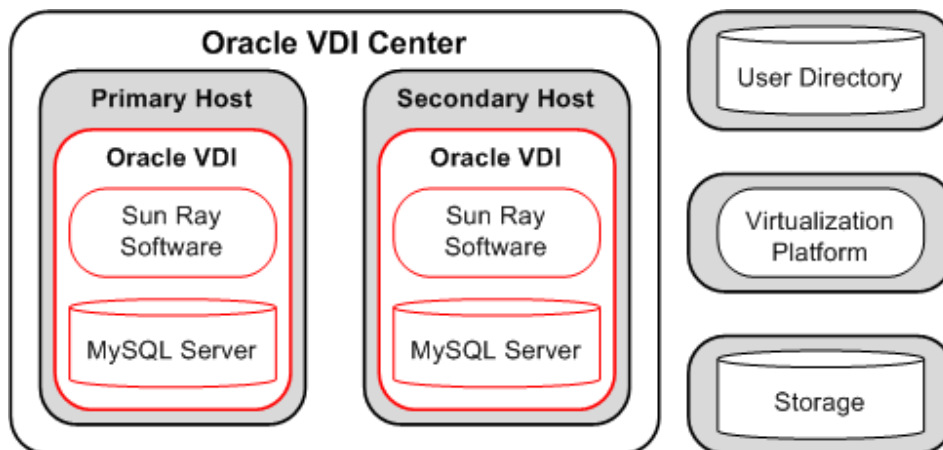 Oracle VDI Center
Primary Host
Oracle VDI
Sun Ray
Software
MySQL Server
Secondary Host
Oracle VDI
Sun Ray
Software
MySQL Server
User Directory
Virtualization
Platform
Storage